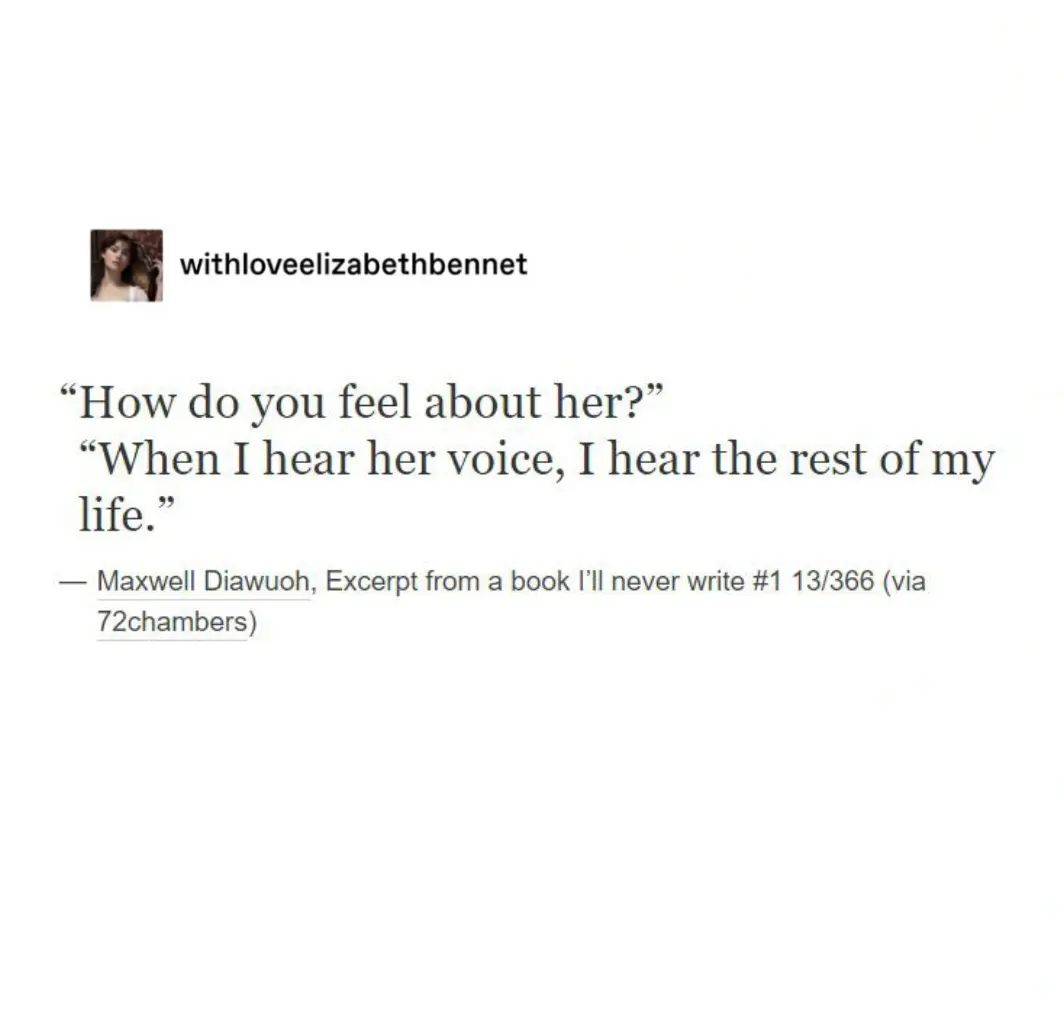 withloveelizabethbennet
“How do you feel about her?”
“When I hear her voice, I hear the rest of my
life.”
— Maxwell Diawuoh, Excerpt from a book I’ll never write #1 13/366 (via
72chambers)